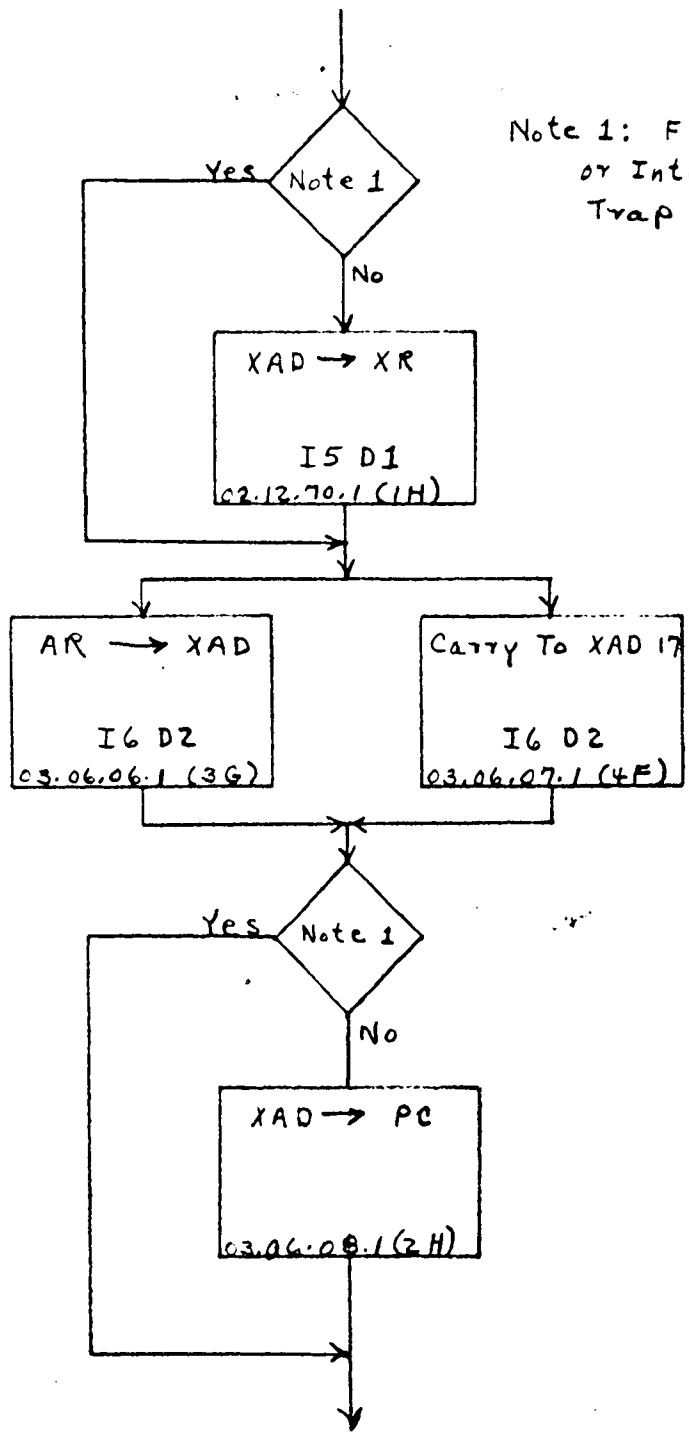 Note 1: F
or Int
Trap
Yes
Note 1
No
XAD → XR
I5 D1
02.12.70.1 (1H)
AR → XAD
I6 D2
03.06.06.1 (3G)
Carry To XAD 17
I6 D2
03.06.07.1 (4F)
Yes
Note 1
No
XAD → PC
03.06.08.1 (2H)